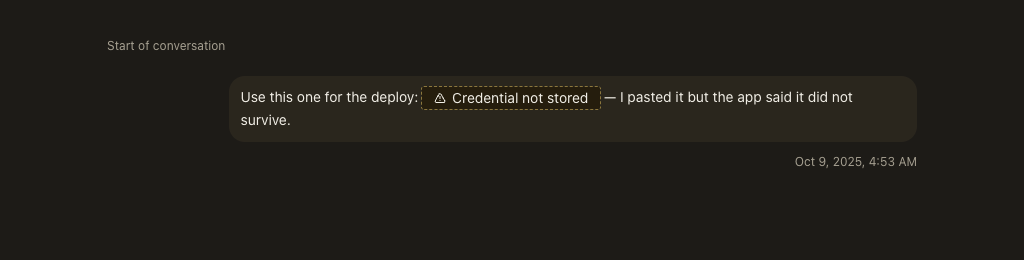 Start of conversation
Use this one for the deploy: Credential not stored — I pasted it but the app said it did not
survive.
Oct 9, 2025, 4:53 AM